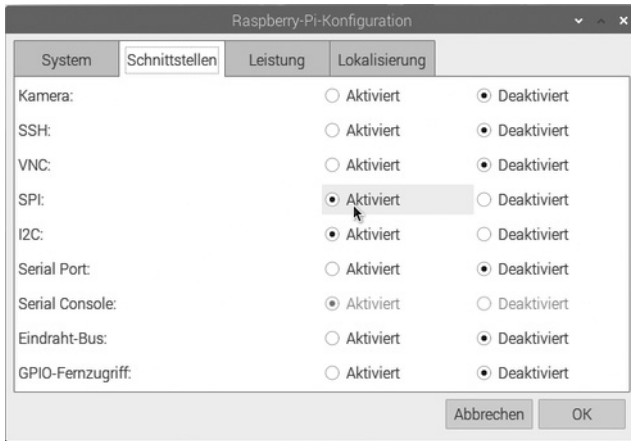 Raspberry-Pi-Konfiguration
System Schnittstellen Leistung Lokalisierung
Kamera: Aktiviert Deaktiviert
SSH: Aktiviert Deaktiviert
VNC: Aktiviert Deaktiviert
SPI: Aktiviert Deaktiviert
I2C: Aktiviert Deaktiviert
Serial Port: Aktiviert Deaktiviert
Serial Console: Aktiviert Deaktiviert
Eindraht-Bus: Aktiviert Deaktiviert
GPIO-Fernzugriff: Aktiviert Deaktiviert
Abbrechen OK